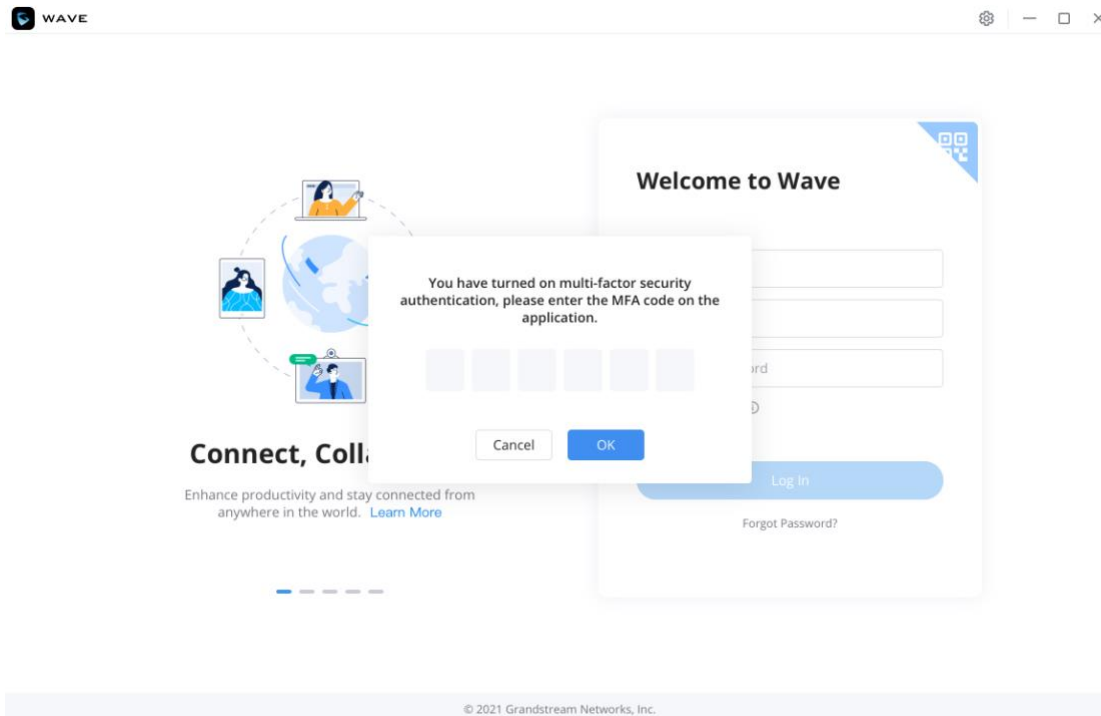 WAVE
Welcome to Wave
You have turned on multi-factor security
authentication, please enter the MFA code on the
application.
Cancel
OK
Connect,
Enhance productivity and stay connected from
anywhere in the world. Learn More
Log In
Forgot Password?
© 2021 Grandstream Networks, Inc.